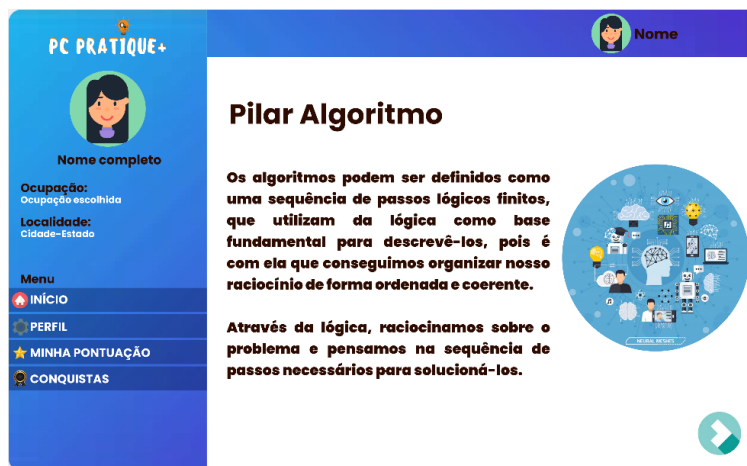 PC PRATIQUE+
Nome
Nome completo
Ocupação:
Ocupação escolhida
Localidade:
Cidade-Estado
Menu
INÍCIO
PERFIL
MINHA PONTUAÇÃO
CONQUISTAS
Pilar Algoritmo
Os algoritmos podem ser definidos como
uma sequência de passos lógicos finitos,
que utilizam da lógica como base
fundamental para descrevê-los, pois é
com ela que conseguimos organizar nosso
raciocínio de forma ordenada e coerente.
Através da lógica, raciocinamos sobre o
problema e pensamos na sequência de
passos necessários para solucioná-los.